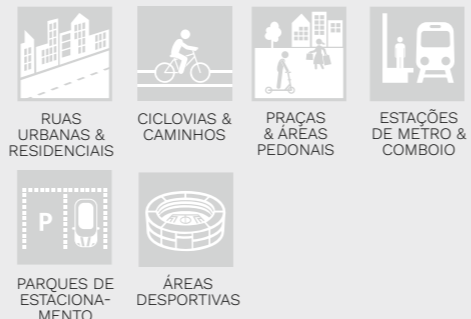 RUAS
URBANAS &
RESIDENCIAIS
CICLOVIAS &
CAMINHOS
PRAÇAS
& ÁREAS
PEDONAIS
ESTAÇÕES
DE METRO &
COMBOIO
P
PARQUES DE
ESTACIONA-
MENTO
ÁREAS
DESPORTIVAS